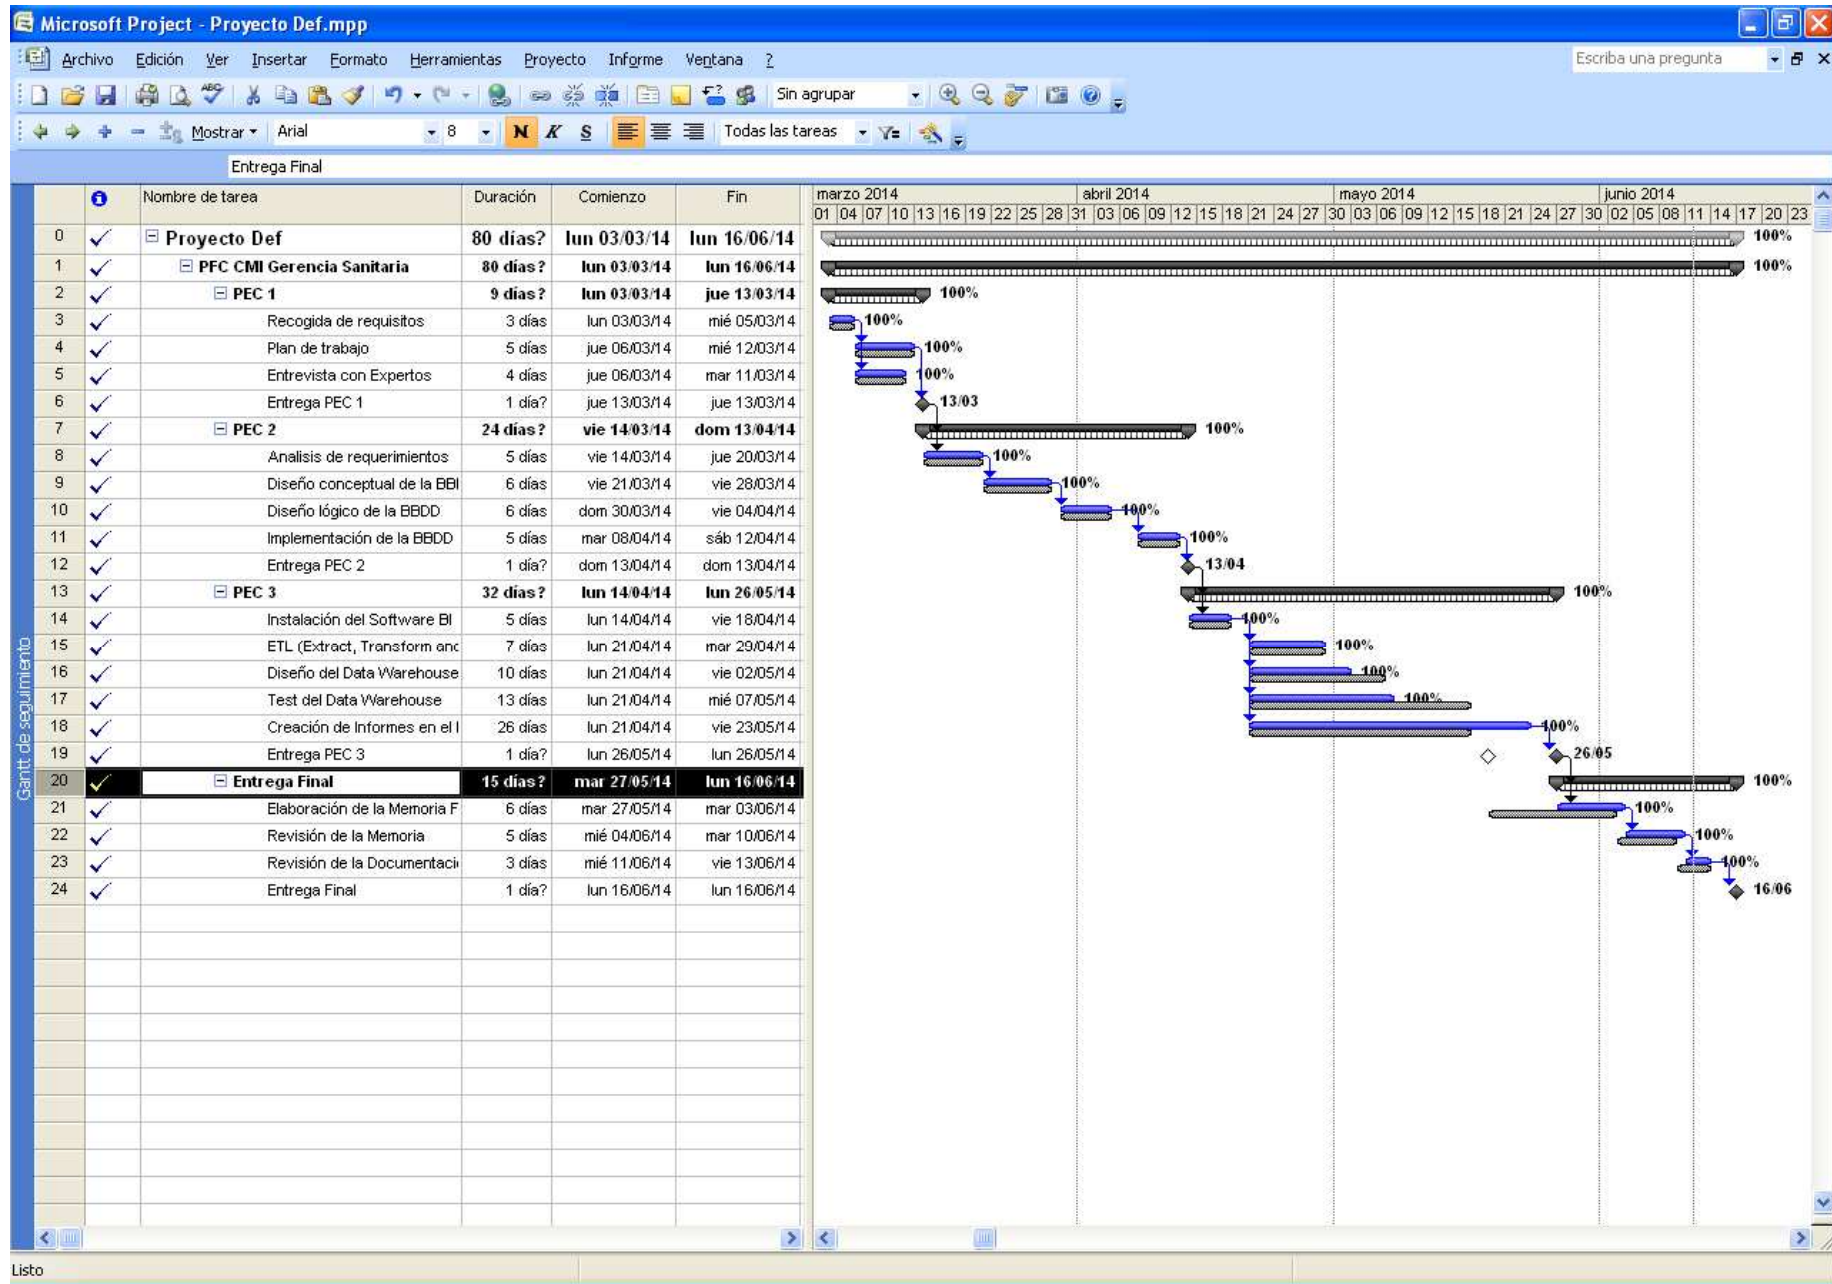 Microsoft Project - Proyecto Def.mpp
Archivo Edición Ver Insertar Formato Herramientas Proyecto Informe Ventana ? Escriba una pregunta
Sin agrupar
Mostrar Arial 8 N K S Todas las tareas
Entrega Final
Nombre de tarea Duración Comienzo Fin marzo 2014 abril 2014 mayo 2014 junio 2014
01 04 07 10 13 16 19 22 25 28 31 03 06 09 12 15 18 21 24 27 30 03 06 09 12 15 18 21 24 27 30 02 05 08 11 14 17 20 23
0 Proyecto Def 80 días? lun 03/03/14 lun 16/06/14 100%
1 PFC CMI Gerencia Sanitaria 80 días? lun 03/03/14 lun 16/06/14 100%
2 PEC 1 9 días? lun 03/03/14 jue 13/03/14 100%
3 Recogida de requisitos 3 días lun 03/03/14 mié 05/03/14 100%
4 Plan de trabajo 5 días jue 06/03/14 mié 12/03/14 100%
5 Entrevista con Expertos 4 días jue 06/03/14 mar 11/03/14 100%
6 Entrega PEC 1 1 día? jue 13/03/14 jue 13/03/14 13/03
7 PEC 2 24 días? vie 14/03/14 dom 13/04/14 100%
8 Analisis de requerimientos 5 días vie 14/03/14 jue 20/03/14 100%
9 Diseño conceptual de la BBI 6 días vie 21/03/14 vie 28/03/14 100%
10 Diseño lógico de la BBDD 6 días dom 30/03/14 vie 04/04/14 100%
11 Implementación de la BBDD 5 días mar 08/04/14 sáb 12/04/14 100%
12 Entrega PEC 2 1 día? dom 13/04/14 dom 13/04/14 13/04
13 PEC 3 32 días? lun 14/04/14 lun 26/05/14 100%
14 Instalación del Software BI 5 días lun 14/04/14 vie 18/04/14 100%
15 ETL (Extract, Transform and 7 días lun 21/04/14 mar 29/04/14 100%
16 Diseño del Data Warehouse 10 días lun 21/04/14 vie 02/05/14 100%
17 Test del Data Warehouse 13 días lun 21/04/14 mié 07/05/14 100%
18 Creación de Informes en el I 26 días lun 21/04/14 vie 23/05/14 100%
19 Entrega PEC 3 1 día? lun 26/05/14 lun 26/05/14 26/05
20 Entrega Final 15 días? mar 27/05/14 lun 16/06/14 100%
21 Elaboración de la Memoria F 6 días mar 27/05/14 mar 03/06/14 100%
22 Revisión de la Memoria 5 días mié 04/06/14 mar 10/06/14 100%
23 Revisión de la Documentaci 3 días mié 11/06/14 vie 13/06/14 100%
24 Entrega Final 1 día? lun 16/06/14 lun 16/06/14 16/06
Gantt de seguimiento
Listo